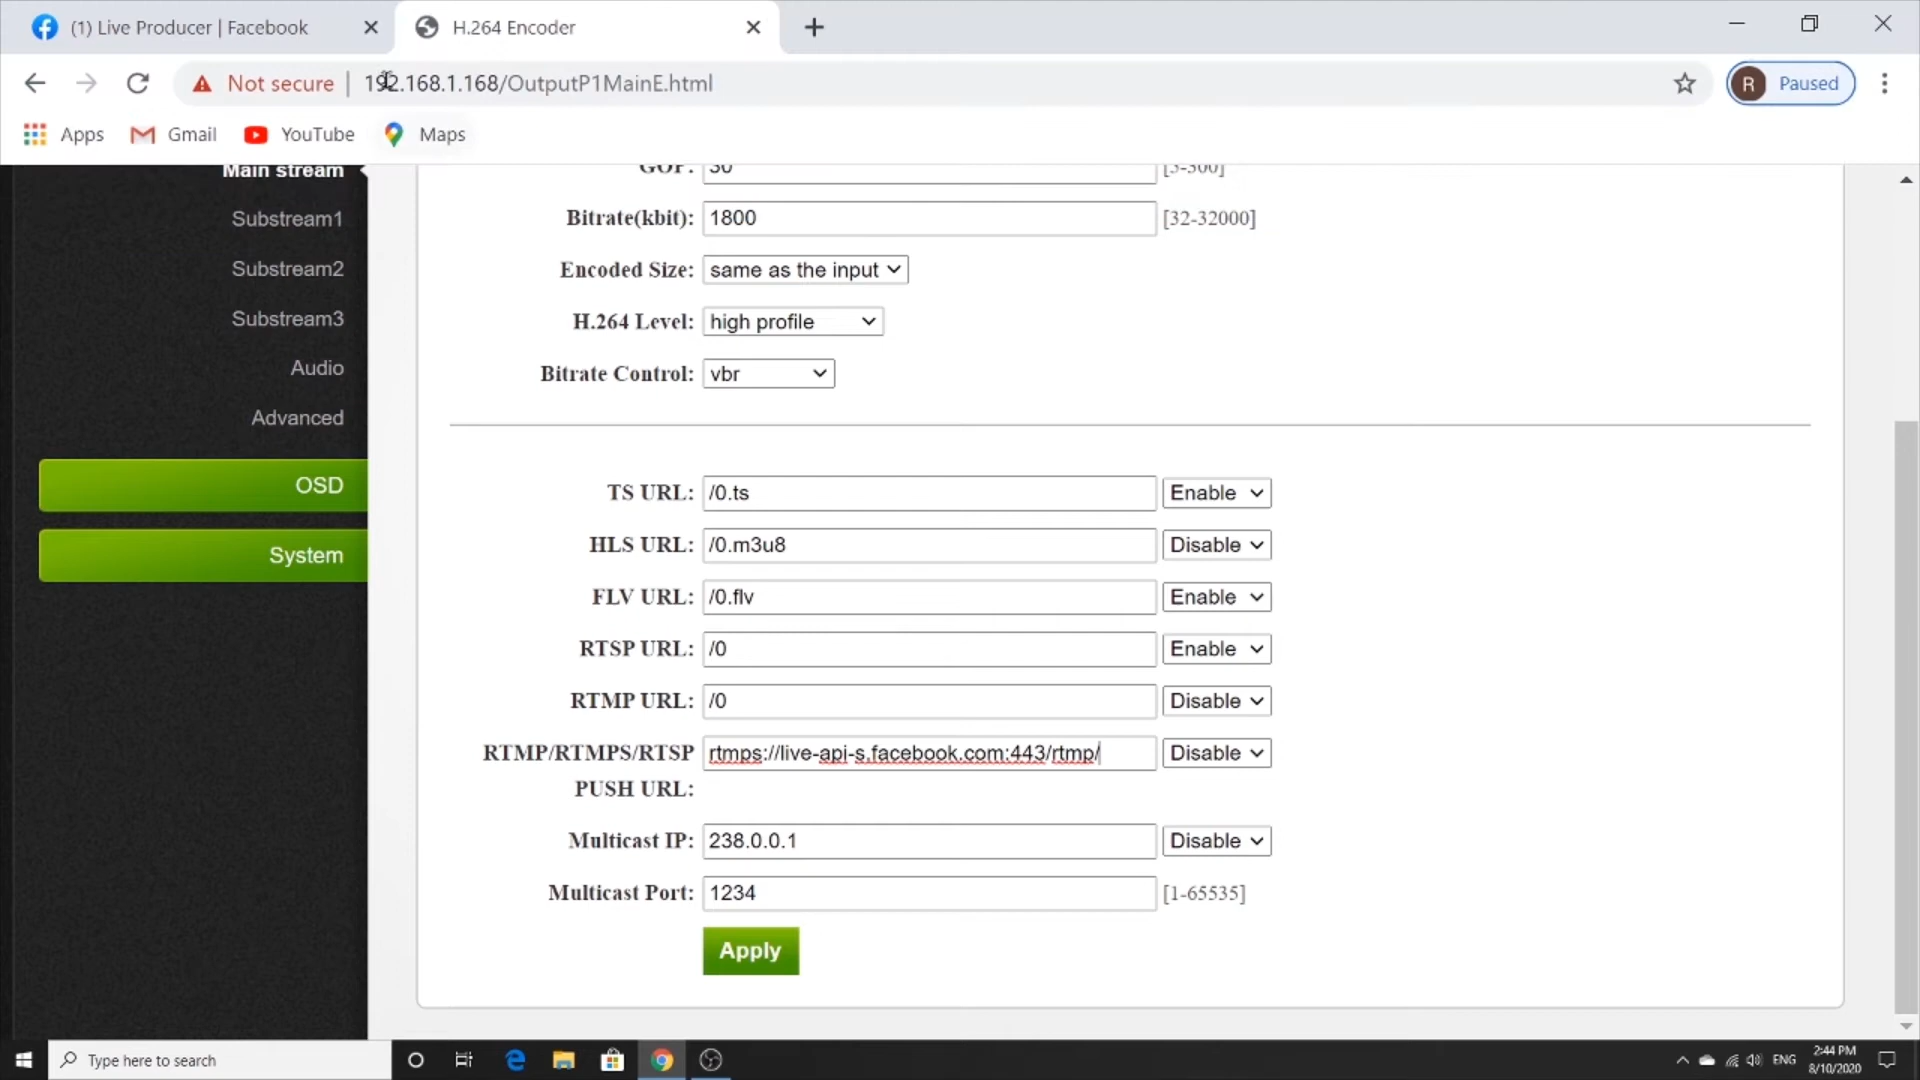 (1) Live Producer | Facebook
H.264 Encoder
Not secure | 192.168.1.168/OutputP1MainE.html
R Paused
Apps Gmail YouTube Maps
Main stream
Substream1
Substream2
Substream3
Audio
Advanced
OSD
System
GOP: 30 [5-300]
Bitrate(kbit): 1800 [32-32000]
Encoded Size: same as the input
H.264 Level: high profile
Bitrate Control: vbr
TS URL: /0.ts Enable
HLS URL: /0.m3u8 Disable
FLV URL: /0.flv Enable
RTSP URL: /0 Enable
RTMP URL: /0 Disable
RTMP/RTMPS/RTSP rtmps://live-api-s.facebook.com:443/rtmp/ Disable
PUSH URL:
Multicast IP: 238.0.0.1 Disable
Multicast Port: 1234 [1-65535]
Apply
Type here to search
ENG
2:44 PM
8/10/2020